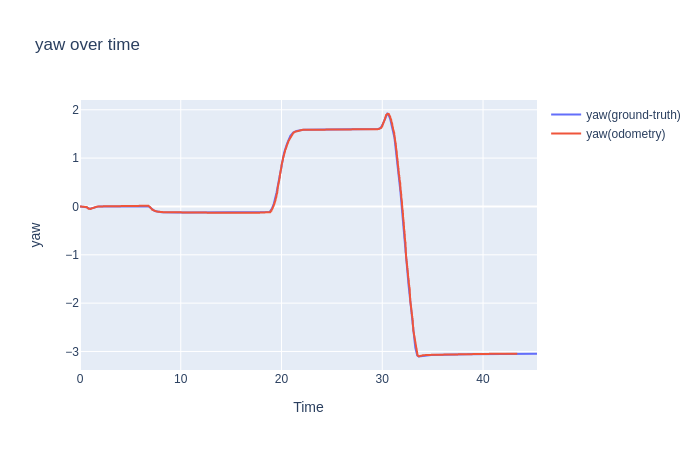 yaw over time
yaw(ground-truth)
yaw(odometry)
2
1
0
−1
−2
−3
yaw
0 10 20 30 40
Time